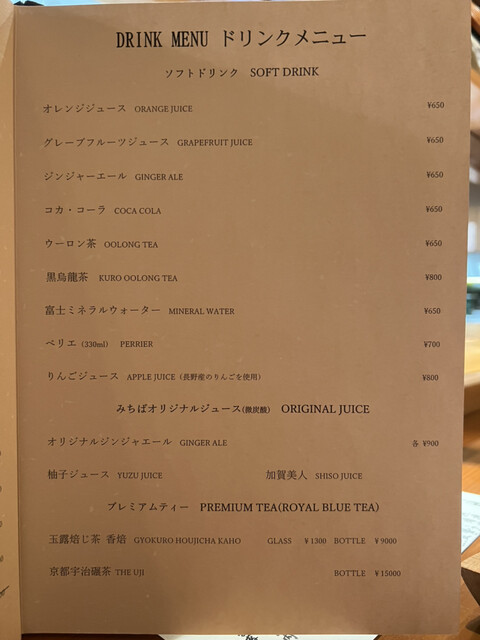 DRINK MENU ドリンクメニュー
ソフトドリンク SOFT DRINK
オレンジジュース ORANGE JUICE ¥650
グレープフルーツジュース GRAPEFRUIT JUICE ¥650
ジンジャーエール GINGER ALE ¥650
コカ・コーラ COCA COLA ¥650
ウーロン茶 OOLONG TEA ¥650
黒烏龍茶 KURO OOLONG TEA ¥800
富士ミネラルウォーター MINERAL WATER ¥650
ペリエ (330ml) PERRIER ¥700
りんごジュース APPLE JUICE（長野産のりんごを使用） ¥800
みちばオリジナルジュース(微炭酸) ORIGINAL JUICE
オリジナルジンジャエール GINGER ALE 各 ¥900
柚子ジュース YUZU JUICE 加賀美人 SHISO JUICE
プレミアムティー PREMIUM TEA(ROYAL BLUE TEA)
玉露焙じ茶 香焙 GYOKURO HOUJICHA KAHO GLASS ¥1300 BOTTLE ¥9000
京都宇治碾茶 THE UJI BOTTLE ¥15000